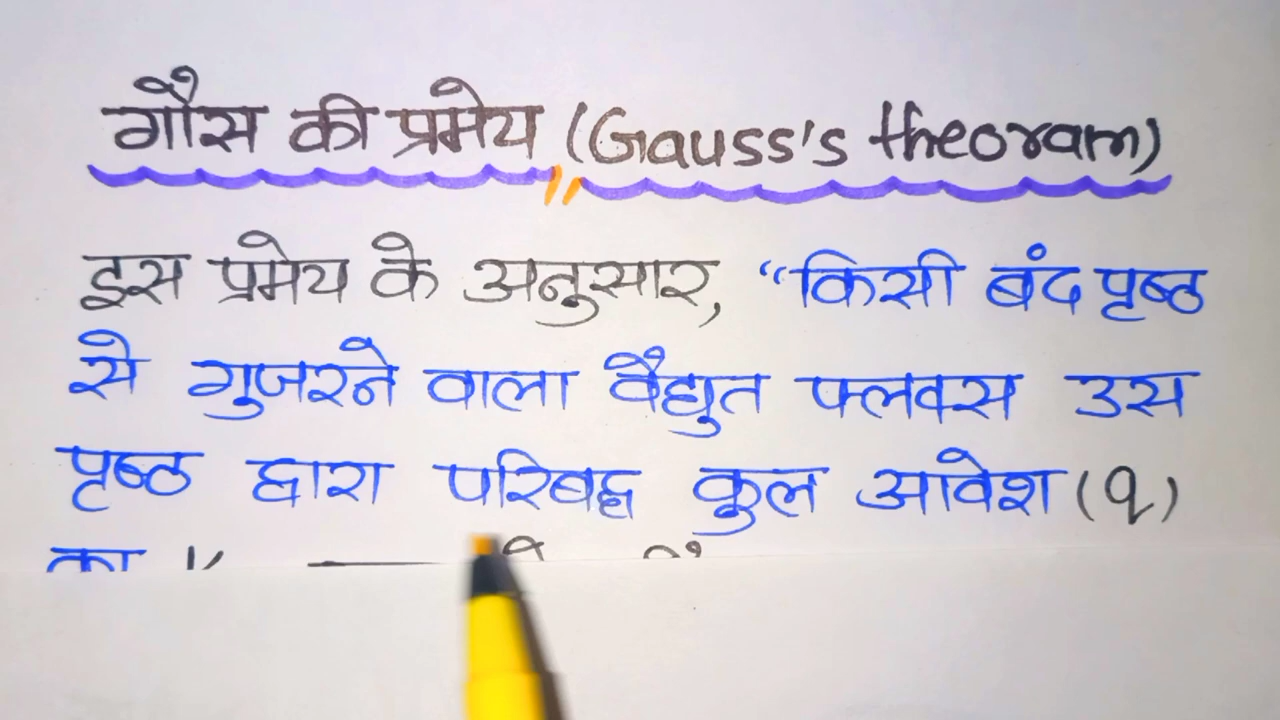 गौस की प्रमेय (Gauss's theoram)
इस प्रमेय के अनुसार, “किसी बंद पृष्ठ
से गुजरने वाला वैद्युत फ्लक्स उस
पृष्ठ द्वारा परिबद्ध कुल आवेश (q)
का